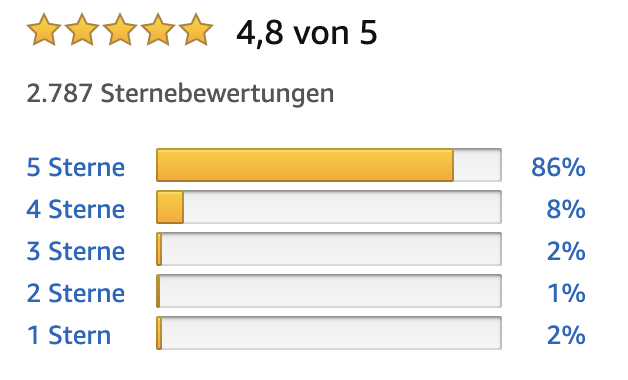 4,8 von 5
2.787 Sternebewertungen
5 Sterne 86%
4 Sterne 8%
3 Sterne 2%
2 Sterne 1%
1 Stern 2%